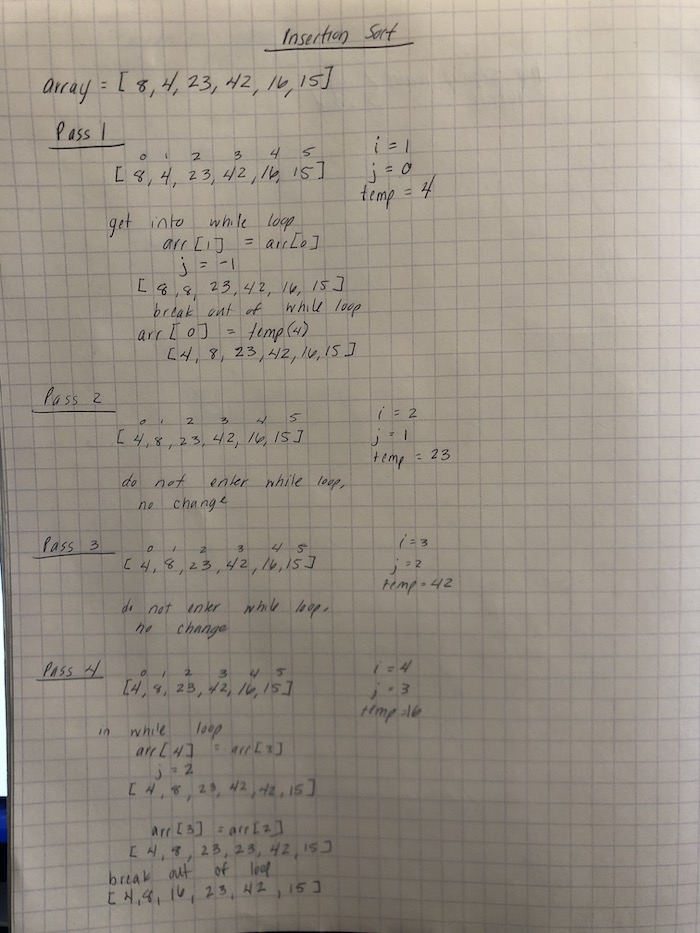 Insertion Sort
array = [ 8, 4, 23, 42, 16, 15]
Pass 1
0 1 2 3 4 5
[ 8, 4, 23, 42, 16, 15 ]
i = 1
j = 0
temp = 4
get into while loop
arr [1] = arr[0]
j = -1
[ 8, 8, 23, 42, 16, 15 ]
break out of while loop
arr [ 0] = temp(4)
[4, 8, 23, 42, 16, 15 ]
Pass 2
0 1 2 3 4 5
[ 4, 8, 23, 42, 16, 15 ]
i = 2
j = 1
temp = 23
do not enter while loop,
no change
Pass 3
0 1 2 3 4 5
[ 4, 8, 23, 42, 16, 15 ]
i = 3
j = 2
temp = 42
do not enter while loop,
no change
Pass 4
0 1 2 3 4 5
[4, 8, 23, 42, 16, 15 ]
i = 4
j = 3
temp = 16
in while loop
arr [ 4] = arr[3]
j = 2
[ 4, 8, 23, 42, 42, 15 ]
arr [3] = arr[2]
[ 4, 8, 23, 23, 42, 15 ]
break out of loop
[ 4, 8, 16, 23, 42, 15 ]